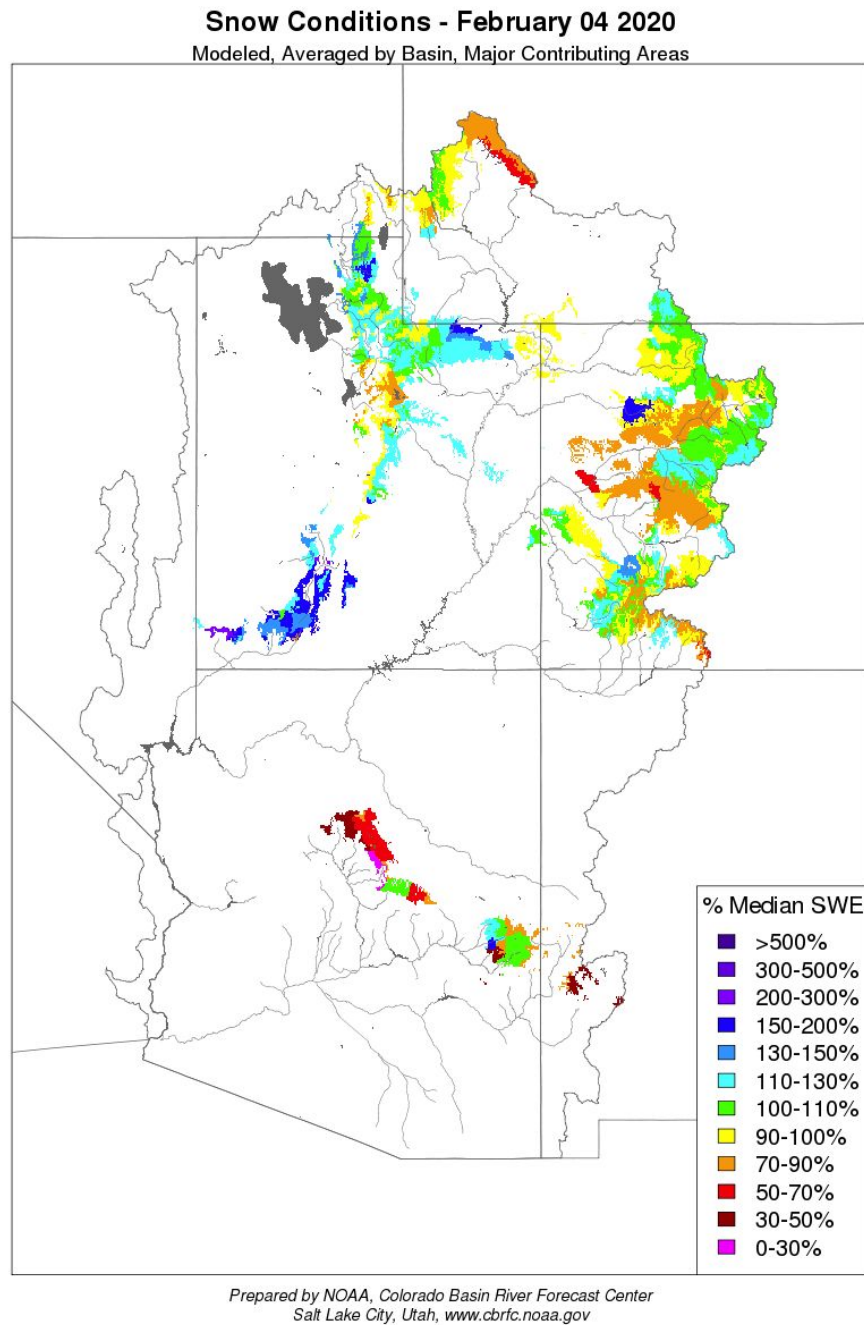 Snow Conditions - February 04 2020
Modeled, Averaged by Basin, Major Contributing Areas
% Median SWE
>500%
300-500%
200-300%
150-200%
130-150%
110-130%
100-110%
90-100%
70-90%
50-70%
30-50%
0-30%
Prepared by NOAA, Colorado Basin River Forecast Center
Salt Lake City, Utah, www.cbrfc.noaa.gov